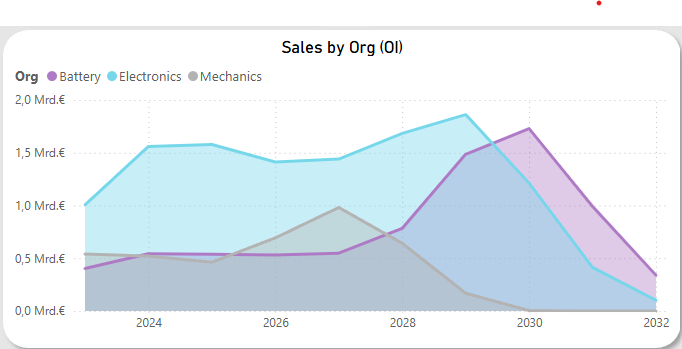 Sales by Org (OI)
Org Battery Electronics Mechanics
2,0 Mrd.€
1,5 Mrd.€
1,0 Mrd.€
0,5 Mrd.€
0,0 Mrd.€
2024 2026 2028 2030 2032